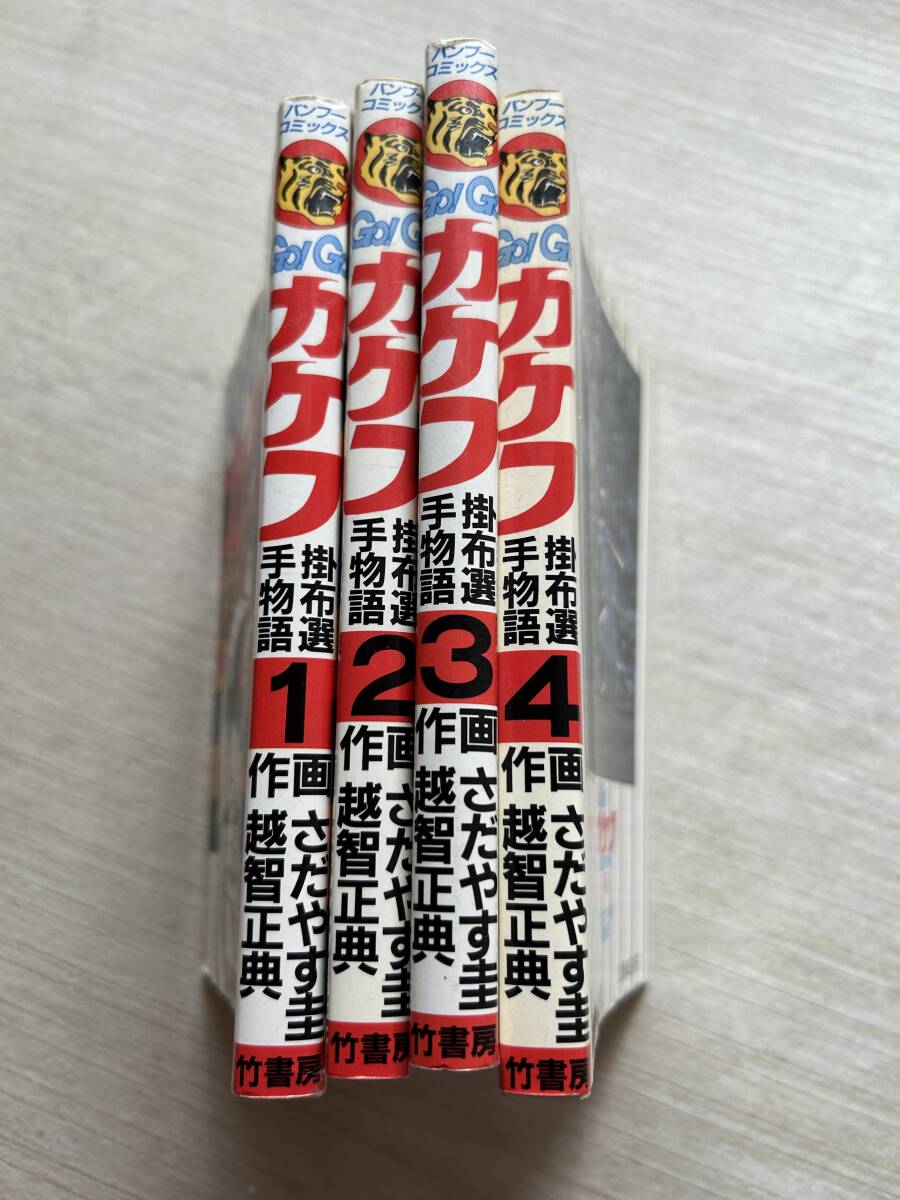 バンブー
コミックス
GO! G
カケフ
掛布選
手物語
1
画 さだやす圭
作 越智正典
竹書房
バンブー
コミックス
GO! G
カケフ
掛布選
手物語
2
画 さだやす圭
作 越智正典
竹書房
バンブー
コミックス
GO! G
カケフ
掛布選
手物語
3
画 さだやす圭
作 越智正典
竹書房
バンブー
コミックス
GO! G
カケフ
掛布選
手物語
4
画 さだやす圭
作 越智正典
竹書房